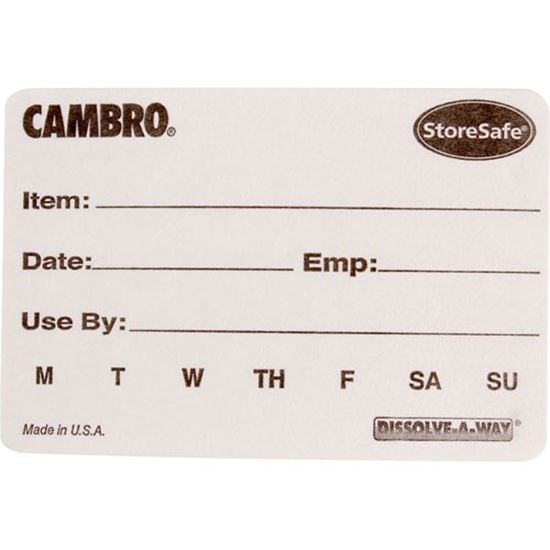 CAMBRO® StoreSafe®
Item:
Date: Emp:
Use By:
M T W TH F SA SU
Made in U.S.A. DISSOLVE-A-WAY®